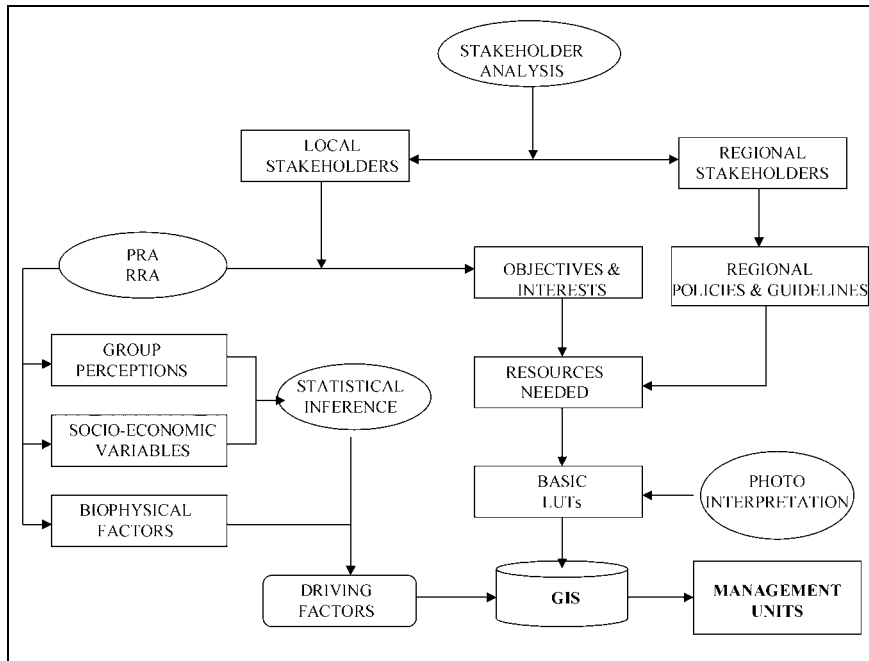 STAKEHOLDER
ANALYSIS
LOCAL
STAKEHOLDERS
REGIONAL
STAKEHOLDERS
PRA
RRA
OBJECTIVES &
INTERESTS
REGIONAL
POLICIES & GUIDELINES
GROUP
PERCEPTIONS
STATISTICAL
INFERENCE
RESOURCES
NEEDED
SOCIO-ECONOMIC
VARIABLES
BASIC
LUTs
PHOTO
INTERPRETATION
BIOPHYSICAL
FACTORS
DRIVING
FACTORS
GIS
MANAGEMENT
UNITS